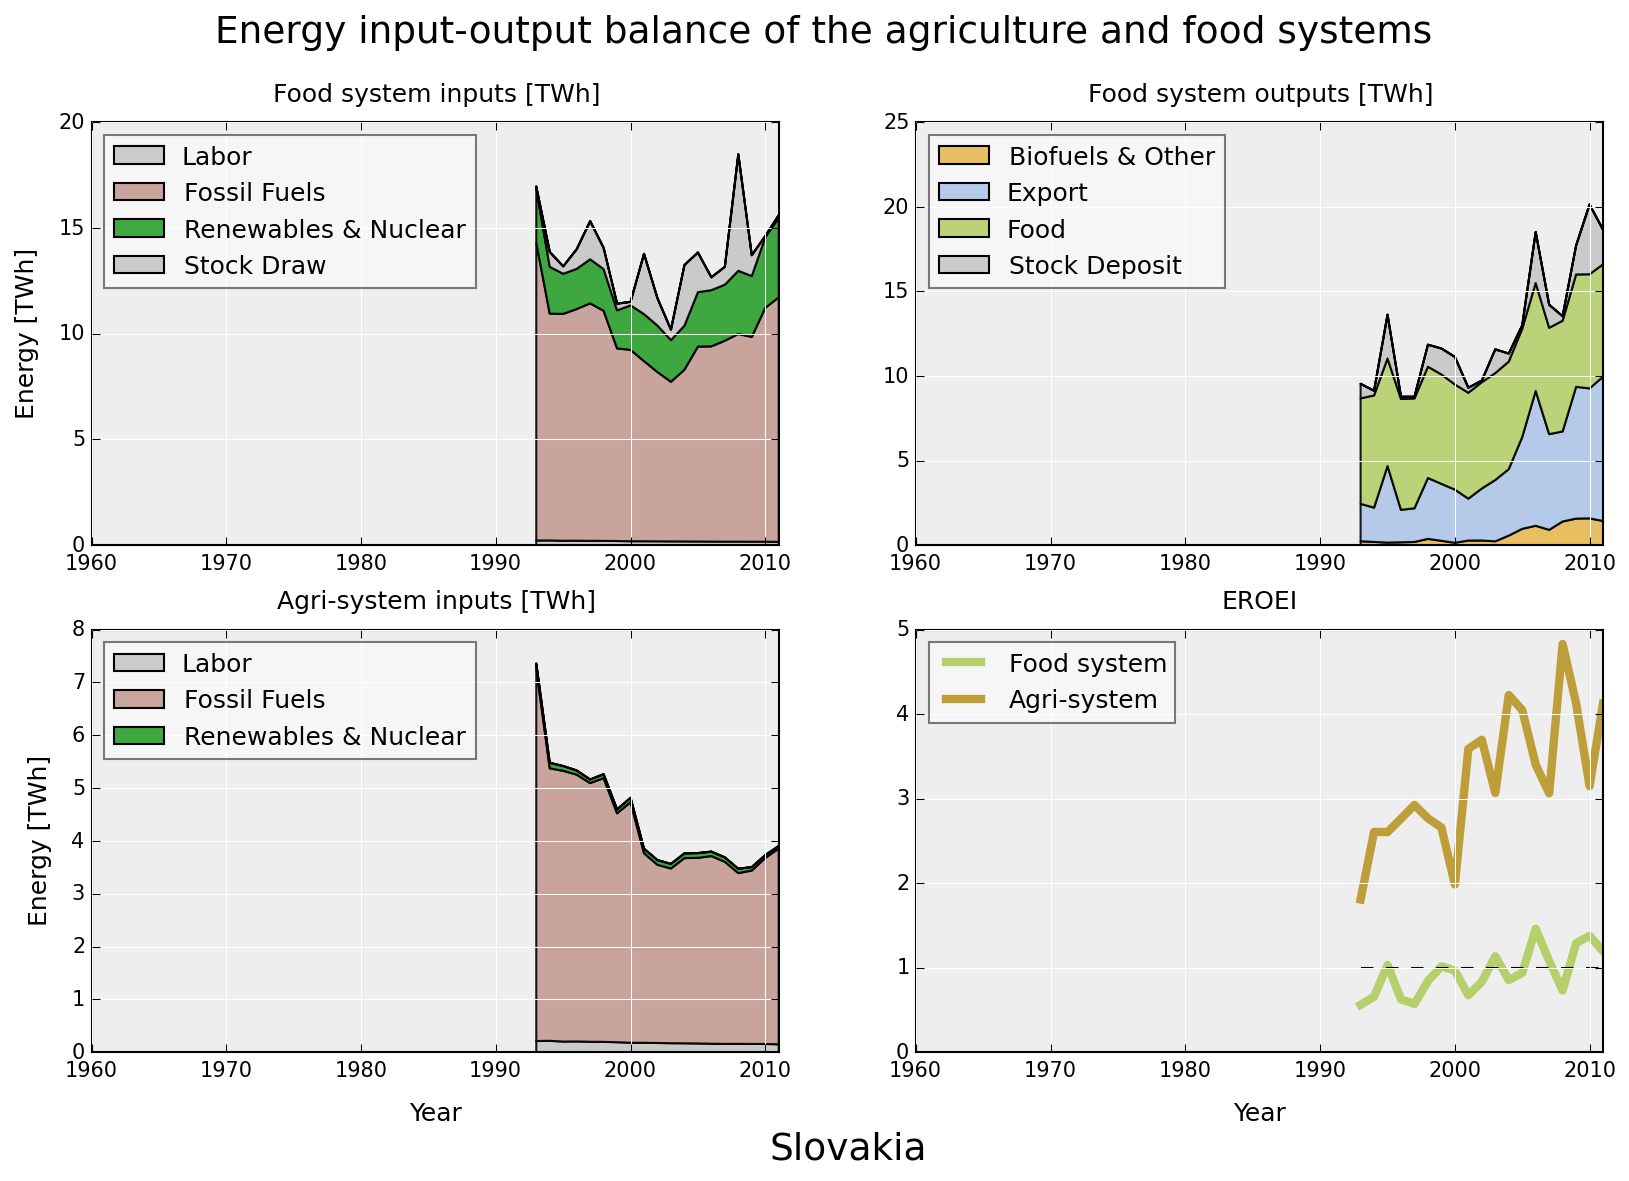 Energy input-output balance of the agriculture and food systems
Food system inputs [TWh]
Energy [TWh]
20
15
10
5
0
Labor
Fossil Fuels
Renewables & Nuclear
Stock Draw
1960 1970 1980 1990 2000 2010
Food system outputs [TWh]
25
20
15
10
5
0
Biofuels & Other
Export
Food
Stock Deposit
1960 1970 1980 1990 2000 2010
Agri-system inputs [TWh]
Energy [TWh]
8
7
6
5
4
3
2
1
0
Labor
Fossil Fuels
Renewables & Nuclear
1960 1970 1980 1990 2000 2010
Year
EROEI
5
4
3
2
1
0
Food system
Agri-system
1960 1970 1980 1990 2000 2010
Year
Slovakia